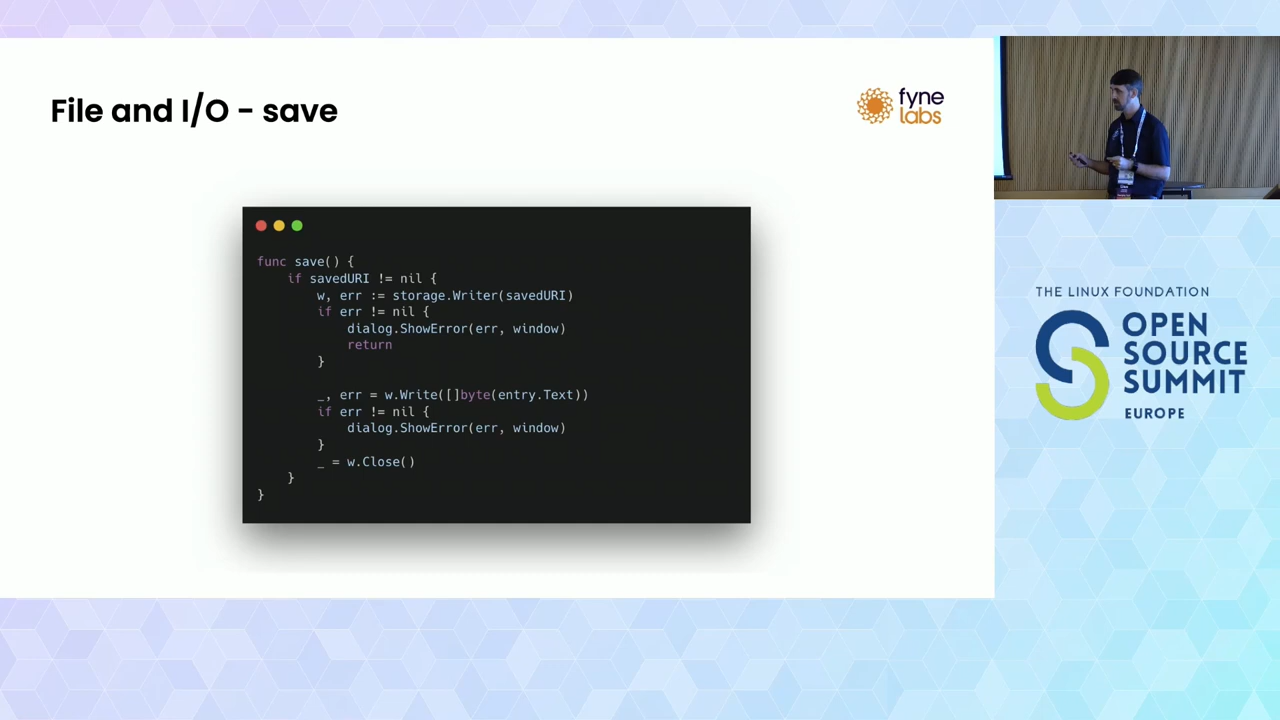 File and I/O - save
fyne
labs
func save() {
    if savedURI != nil {
        w, err := storage.Writer(savedURI)
        if err != nil {
            dialog.ShowError(err, window)
            return
        }

        _, err = w.Write([]byte(entry.Text))
        if err != nil {
            dialog.ShowError(err, window)
        }
        _ = w.Close()
    }
}
THE LINUX FOUNDATION
OPEN
SOURCE
SUMMIT
EUROPE